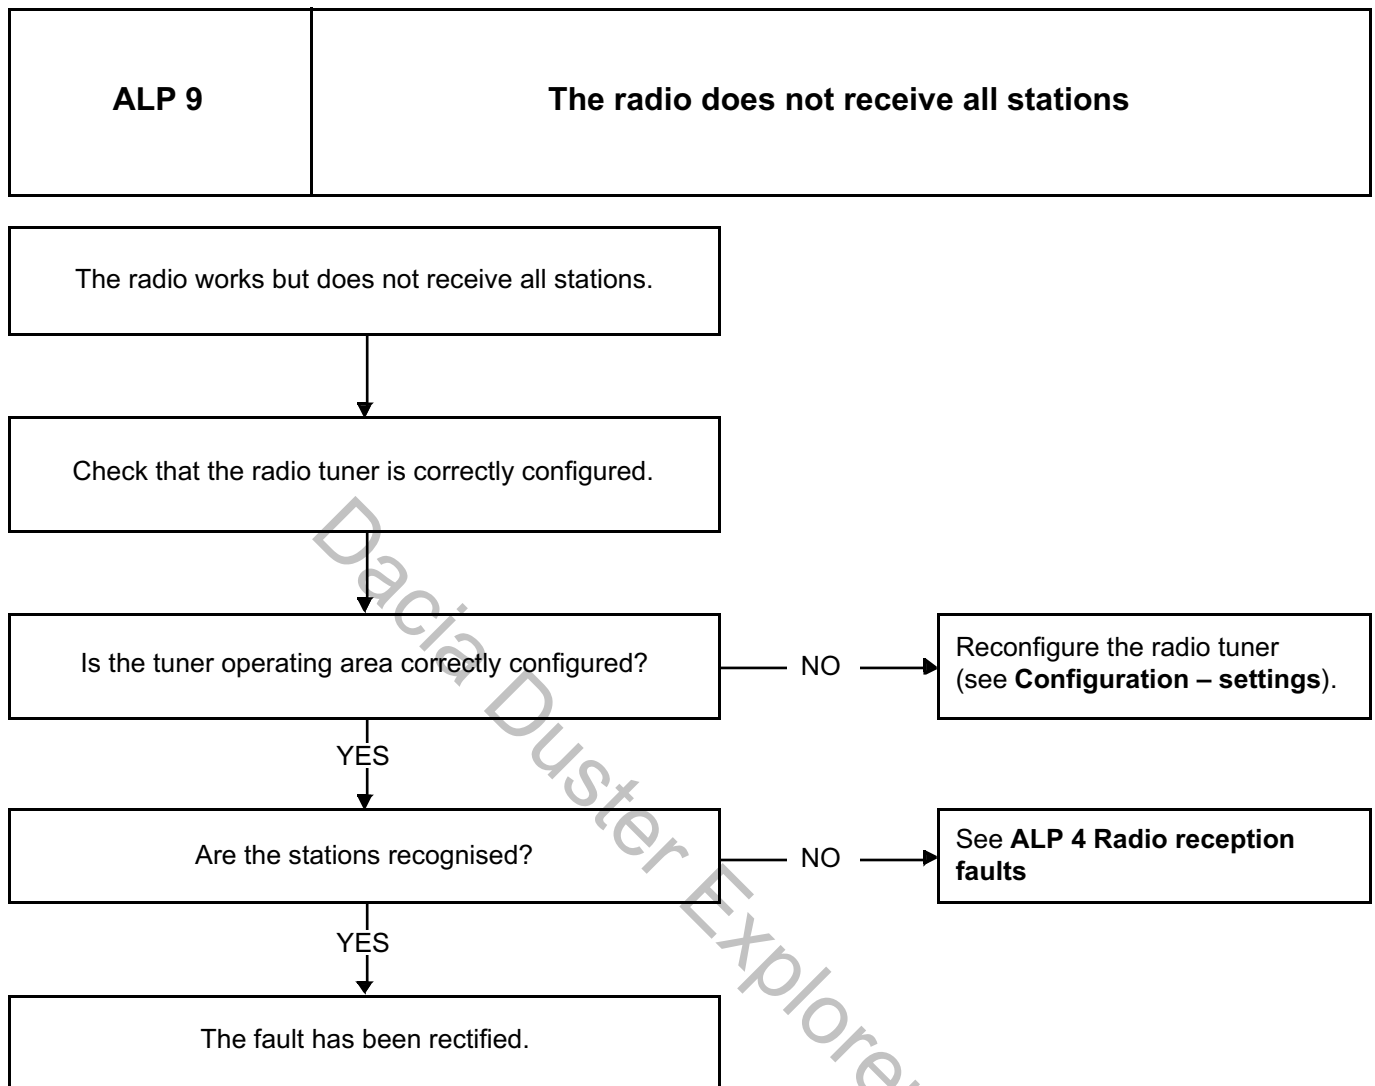 ALP 9
The radio does not receive all stations
The radio works but does not receive all stations.
Check that the radio tuner is correctly configured.
Is the tuner operating area correctly configured?
NO
Reconfigure the radio tuner
(see Configuration – settings).
YES
Are the stations recognised?
NO
See ALP 4 Radio reception
faults
YES
The fault has been rectified.
Dacia Duster Explorer